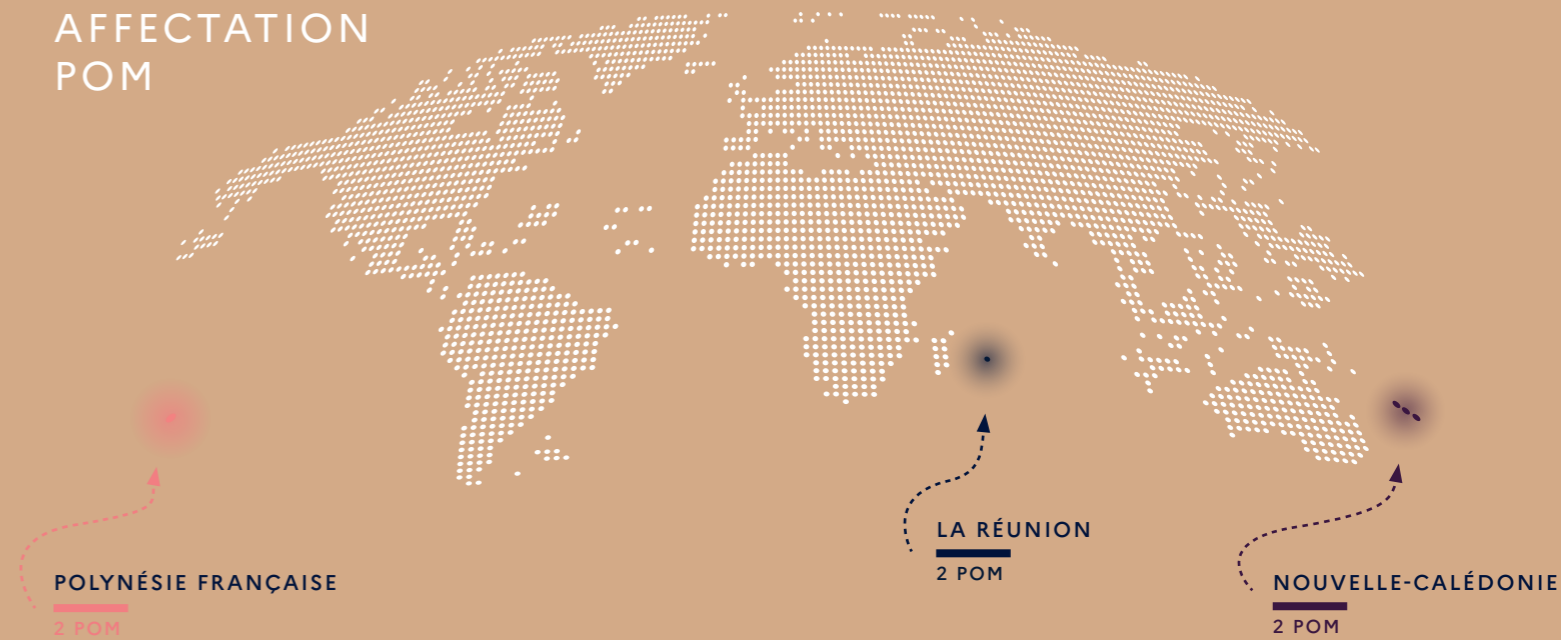 AFFECTATION
POM
LA RÉUNION
2 POM
POLYNÉSIE FRANÇAISE
2 POM
NOUVELLE-CALÉDONIE
2 POM